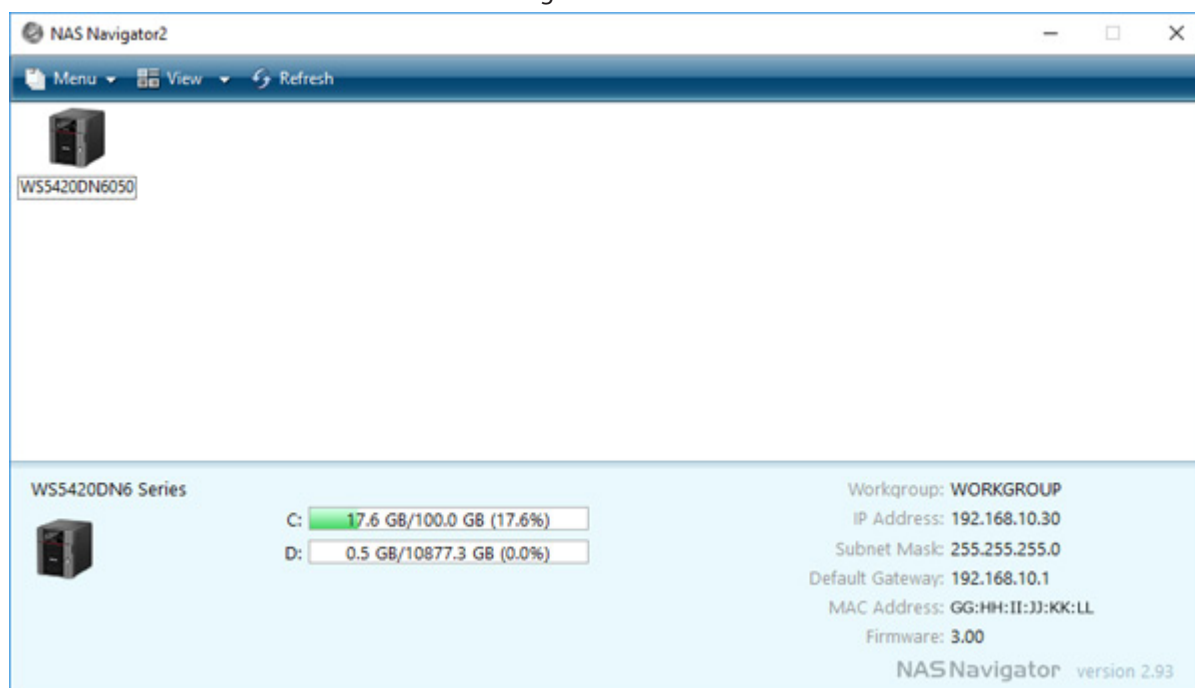 NAS Navigator2
Menu View Refresh
WS5420DN6050
WS5420DN6 Series
C: 17.6 GB/100.0 GB (17.6%)
D: 0.5 GB/10877.3 GB (0.0%)
Workgroup: WORKGROUP
IP Address: 192.168.10.30
Subnet Mask: 255.255.255.0
Default Gateway: 192.168.10.1
MAC Address: GG:HH:II:JJ:KK:LL
Firmware: 3.00
NAS Navigator version 2.93